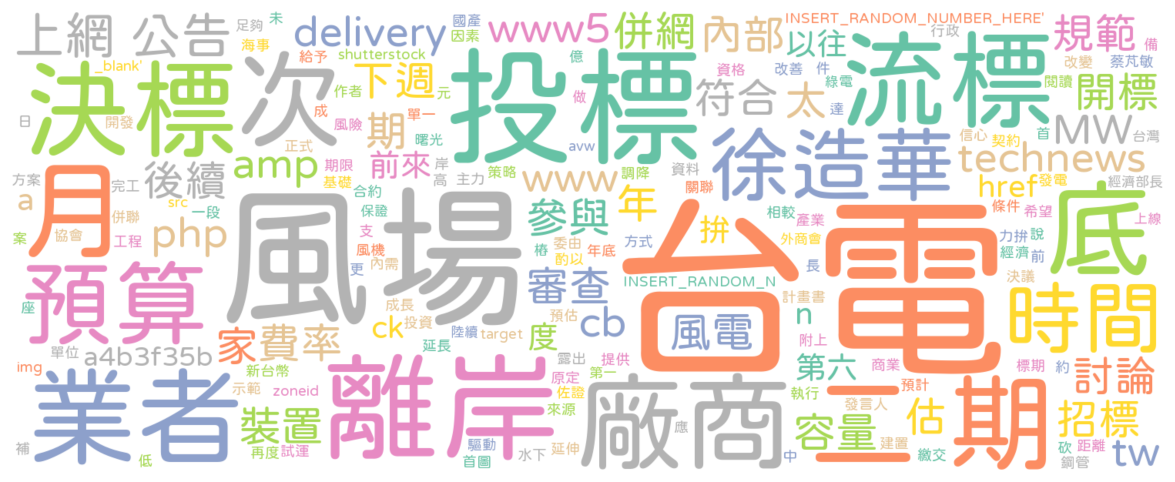 上網 公告
足夠
未
海事
delivery
國產
因素
www5
併網
內部
INSERT_RANDOM_NUMBER_HERE'
行政
以往
規範
備
_blank'
決標
次
給予
shutterstock
下週
作者
元
投標
億
做
資格
改善
件
綠電
達
流標
閱讀
改變
蔡芃敏
開標
日
開發
正式
成
風險
單一
期
曙光
avw
符合
太
徐造華
信心
契約
首
MW
台灣
technews
方案
a
月
完工
後續
amp
期限
基礎
前來
合約
岸
高
主力
策略
www
調降
資料
關聯
href
發電
經濟部長
src
一段
併聯
案
協會
工程
php
風場
保證
支
風機
更
內需
參與
椿
委由
酌以
年
年底
方式
拚
相較
產業
外商會
長
條件
希望
上線
力拚
說
經濟
前
底
預算
座
審查
INSERT_RANDOM_N
台電
決議
時間
計畫書
n
風電
附上
cb
度
預估
成長
投資
ck
陸續
target
延長
家
費率
單位
a4b3f35b
img
新台幣
示範
zoneid
露出
提供
第一
原定
佐證
來源
第六
商業
標期
約
預計
執行
討論
業者
裝置
離岸
廠商
二期
發言人
容量
估
招標
砍
距離
補
低
再度
試運
驅動
首圖
水下
延伸
應
中
建置
繳交
鋼管
tw